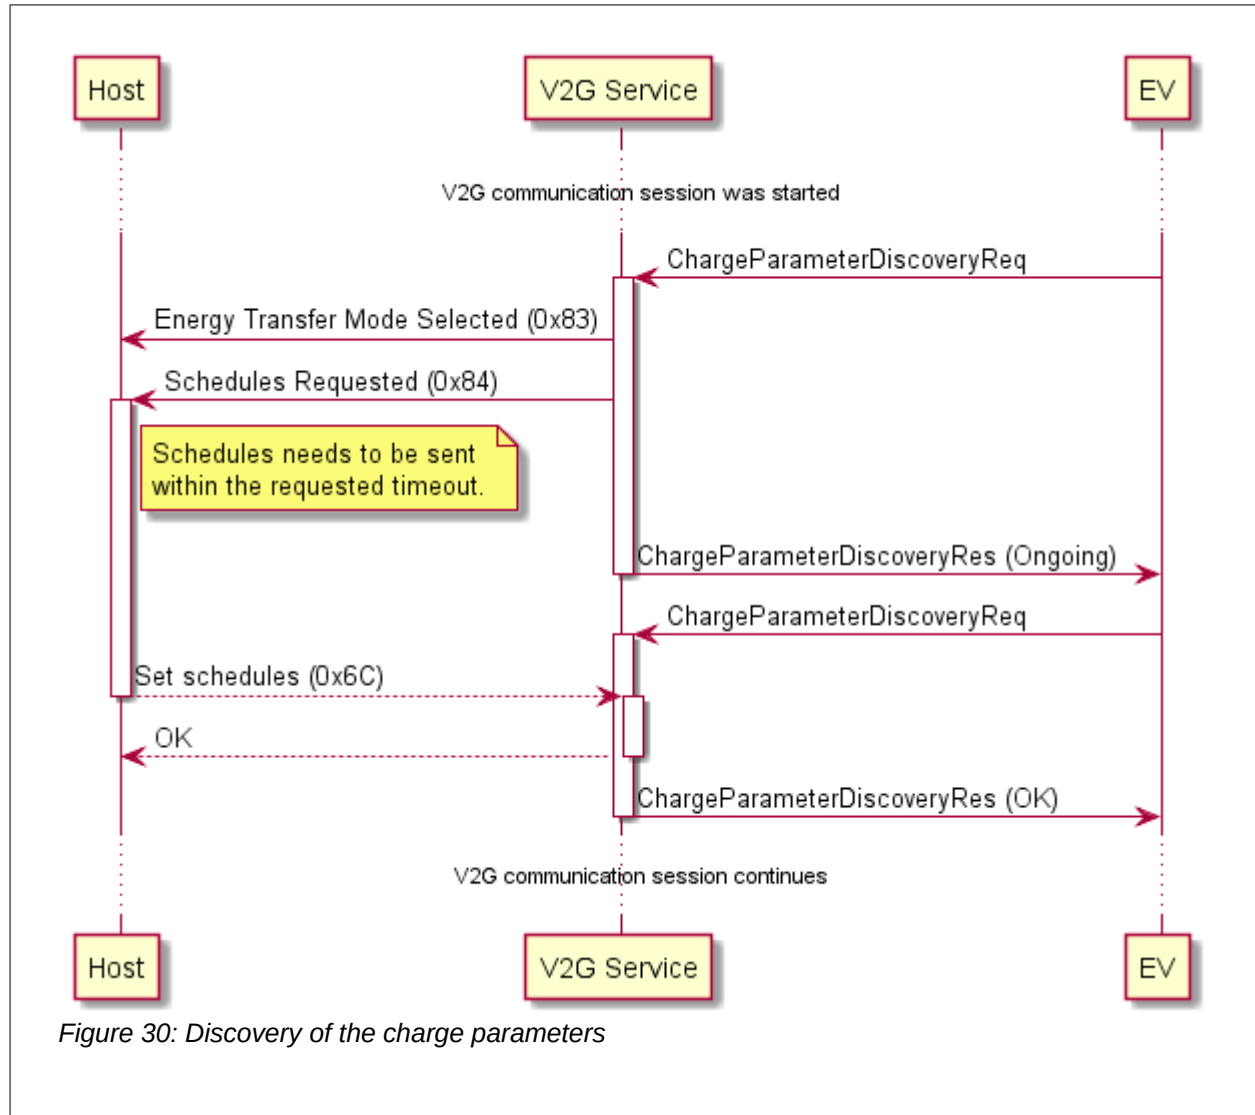 Host
V2G Service
EV
V2G communication session was started
ChargeParameterDiscoveryReq
Energy Transfer Mode Selected (0x83)
Schedules Requested (0x84)
Schedules needs to be sent
within the requested timeout.
ChargeParameterDiscoveryRes (Ongoing)
ChargeParameterDiscoveryReq
Set schedules (0x6C)
OK
ChargeParameterDiscoveryRes (OK)
V2G communication session continues
Host
V2G Service
EV
Figure 30: Discovery of the charge parameters